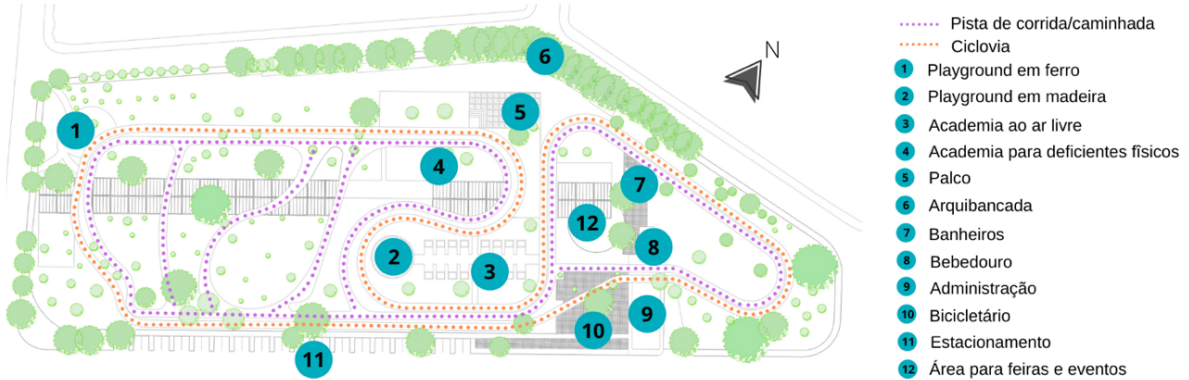 N
6
5
1
4
7
12
8
2
3
9
10
11
Pista de corrida/caminhada
Ciclovia
1 Playground em ferro
2 Playground em madeira
3 Academia ao ar livre
4 Academia para deficientes físicos
5 Palco
6 Arquibancada
7 Banheiros
8 Bebedouro
9 Administração
10 Bicicletário
11 Estacionamento
12 Área para feiras e eventos